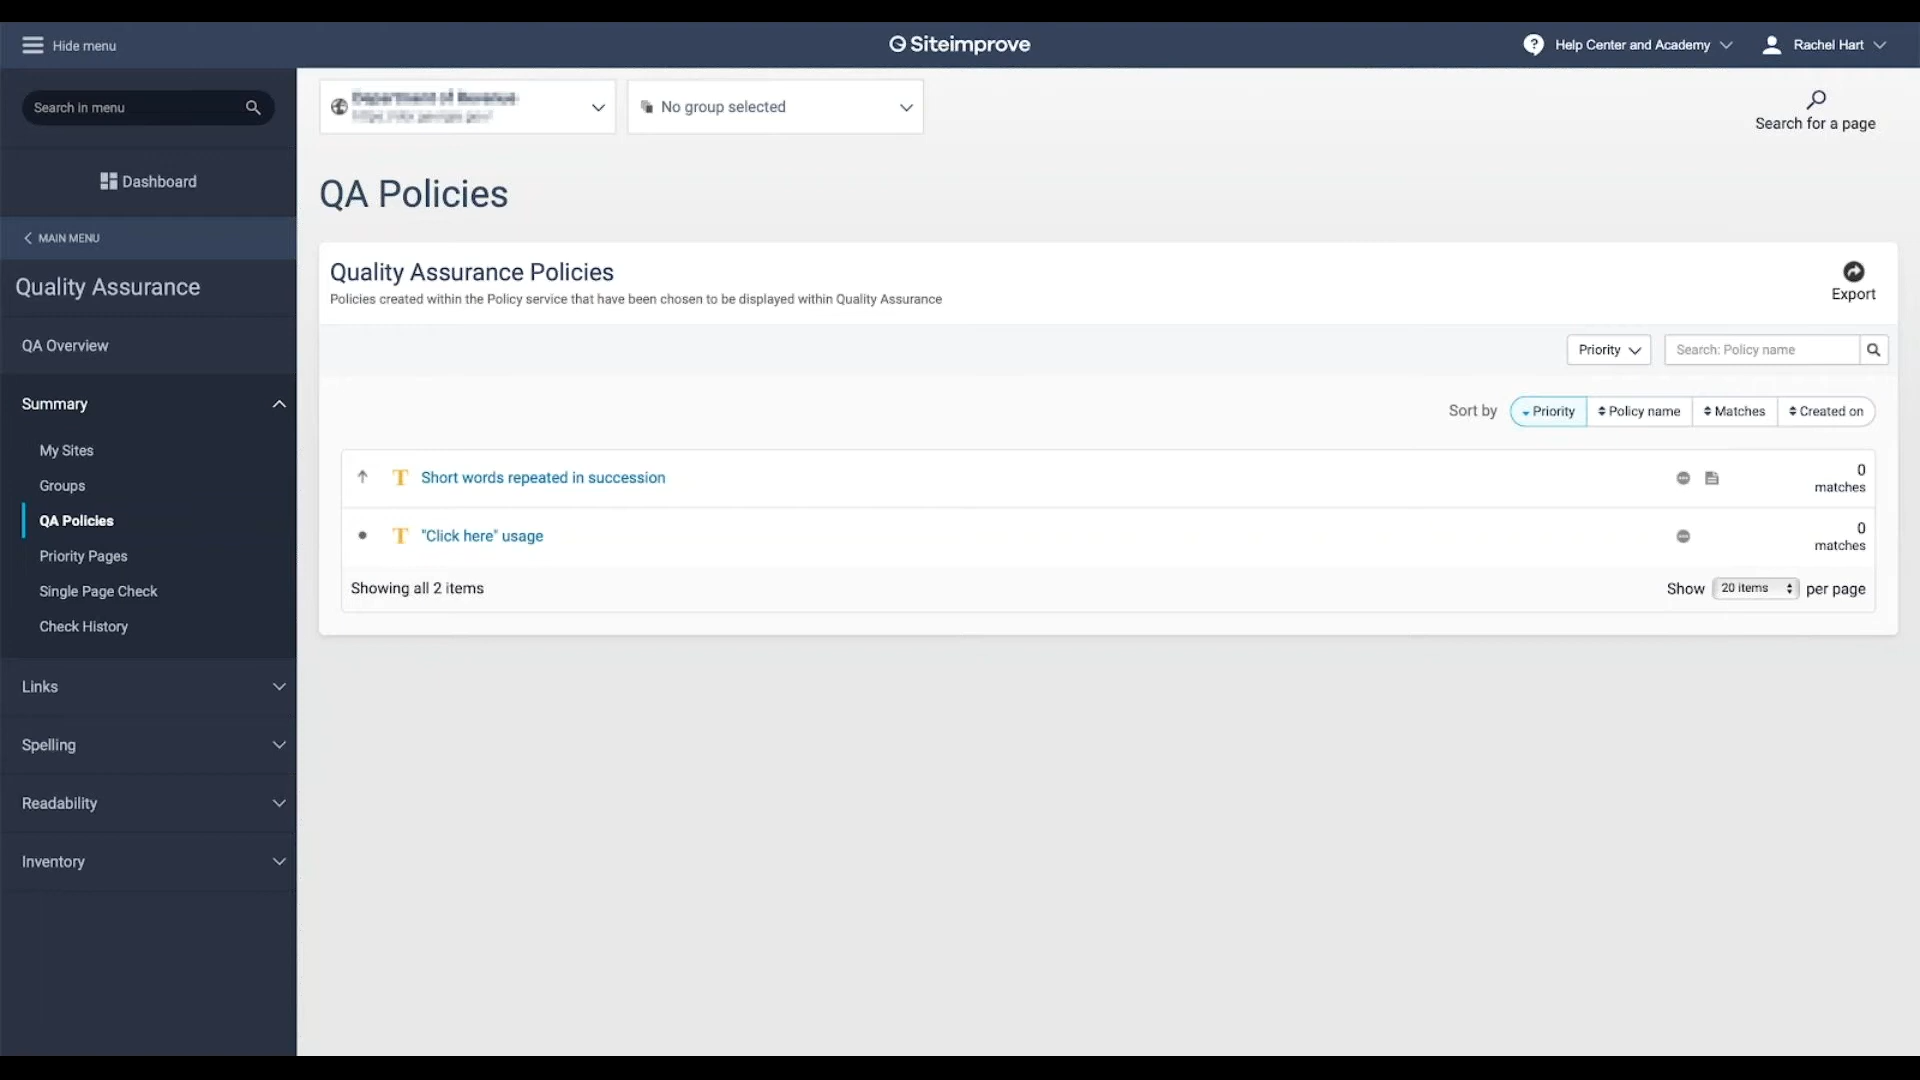 Hide menu
Siteimprove
Help Center and Academy
Rachel Hart
Search in menu
No group selected
Search for a page
Dashboard
QA Policies
MAIN MENU
Quality Assurance
Quality Assurance Policies
Policies created within the Policy service that have been chosen to be displayed within Quality Assurance
Export
QA Overview
Priority
Search: Policy name
Summary
Sort by
Priority
Policy name
Matches
Created on
My Sites
Groups
QA Policies
Priority Pages
Single Page Check
Check History
Short words repeated in succession
0
matches
"Click here" usage
0
matches
Showing all 2 items
Show 20 items per page
Links
Spelling
Readability
Inventory